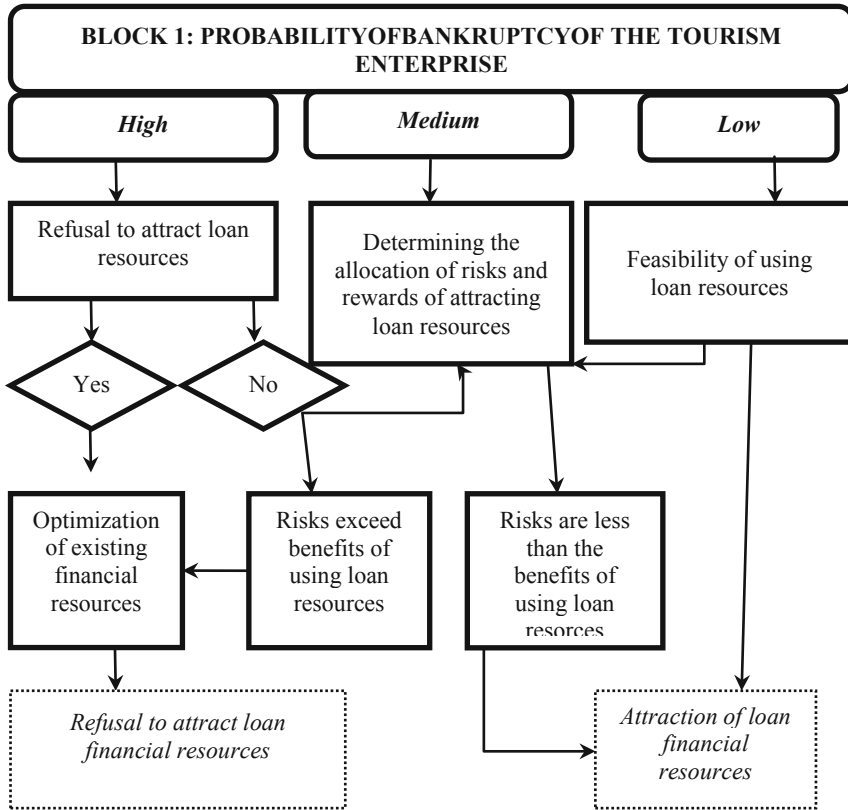 BLOCK 1: PROBABILITYOFBANKRUPTCYOF THE TOURISM
ENTERPRISE
High
Medium
Low
Refusal to attract loan
resources
Determining the
allocation of risks and
rewards of attracting
loan resources
Feasibility of using
loan resources
Yes
No
Optimization
of existing
financial
resources
Risks exceed
benefits of
using loan
resources
Risks are less
than the
benefits of
using loan
resorces
Refusal to attract loan
financial resources
Attraction of loan
financial
resources